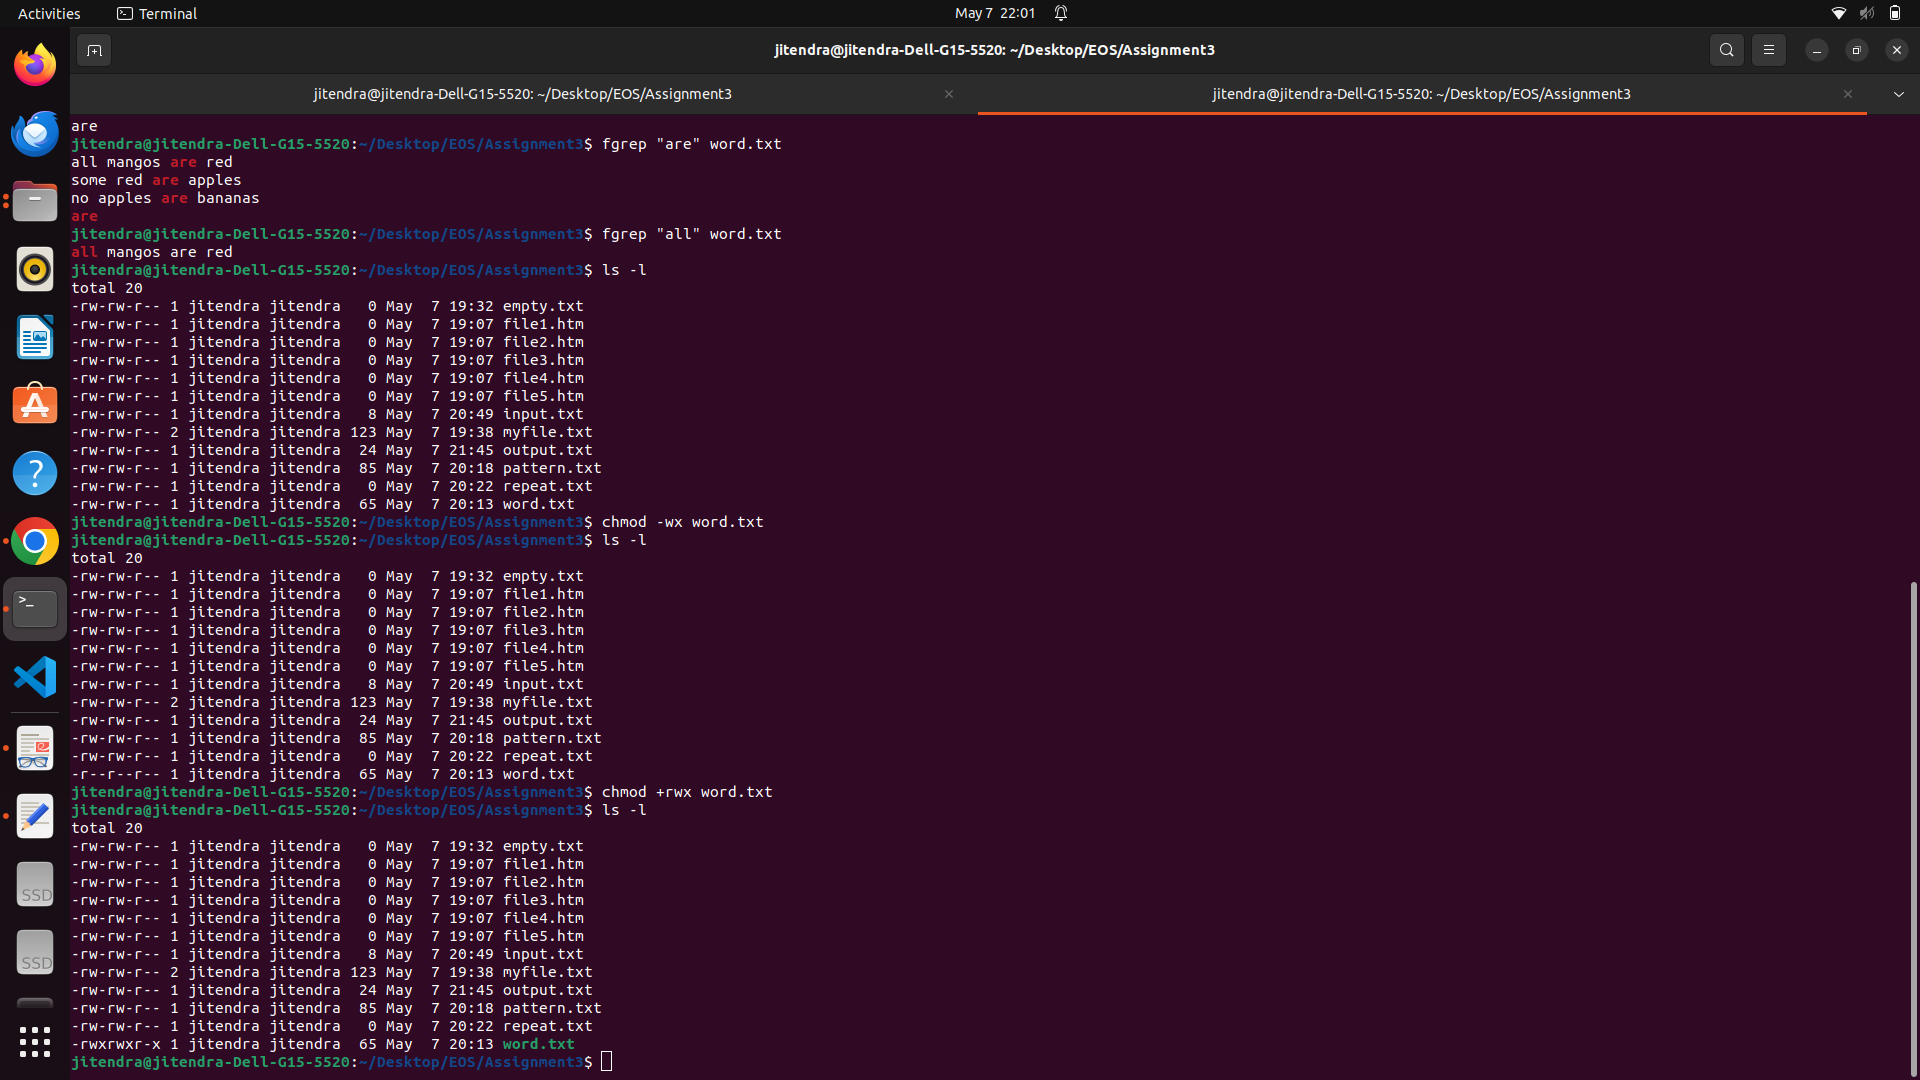 Activities Terminal May 7 22:01
jitendra@jitendra-Dell-G15-5520: ~/Desktop/EOS/Assignment3
jitendra@jitendra-Dell-G15-5520: ~/Desktop/EOS/Assignment3 jitendra@jitendra-Dell-G15-5520: ~/Desktop/EOS/Assignment3
are
jitendra@jitendra-Dell-G15-5520:~/Desktop/EOS/Assignment3$ fgrep "are" word.txt
all mangos are red
some red are apples
no apples are bananas
are
jitendra@jitendra-Dell-G15-5520:~/Desktop/EOS/Assignment3$ fgrep "all" word.txt
all mangos are red
jitendra@jitendra-Dell-G15-5520:~/Desktop/EOS/Assignment3$ ls -l
total 20
-rw-rw-r-- 1 jitendra jitendra   0 May  7 19:32 empty.txt
-rw-rw-r-- 1 jitendra jitendra   0 May  7 19:07 file1.htm
-rw-rw-r-- 1 jitendra jitendra   0 May  7 19:07 file2.htm
-rw-rw-r-- 1 jitendra jitendra   0 May  7 19:07 file3.htm
-rw-rw-r-- 1 jitendra jitendra   0 May  7 19:07 file4.htm
-rw-rw-r-- 1 jitendra jitendra   0 May  7 19:07 file5.htm
-rw-rw-r-- 1 jitendra jitendra   8 May  7 20:49 input.txt
-rw-rw-r-- 2 jitendra jitendra 123 May  7 19:38 myfile.txt
-rw-rw-r-- 1 jitendra jitendra  24 May  7 21:45 output.txt
-rw-rw-r-- 1 jitendra jitendra  85 May  7 20:18 pattern.txt
-rw-rw-r-- 1 jitendra jitendra   0 May  7 20:22 repeat.txt
-rw-rw-r-- 1 jitendra jitendra  65 May  7 20:13 word.txt
jitendra@jitendra-Dell-G15-5520:~/Desktop/EOS/Assignment3$ chmod -wx word.txt
jitendra@jitendra-Dell-G15-5520:~/Desktop/EOS/Assignment3$ ls -l
total 20
-rw-rw-r-- 1 jitendra jitendra   0 May  7 19:32 empty.txt
-rw-rw-r-- 1 jitendra jitendra   0 May  7 19:07 file1.htm
-rw-rw-r-- 1 jitendra jitendra   0 May  7 19:07 file2.htm
-rw-rw-r-- 1 jitendra jitendra   0 May  7 19:07 file3.htm
-rw-rw-r-- 1 jitendra jitendra   0 May  7 19:07 file4.htm
-rw-rw-r-- 1 jitendra jitendra   0 May  7 19:07 file5.htm
-rw-rw-r-- 1 jitendra jitendra   8 May  7 20:49 input.txt
-rw-rw-r-- 2 jitendra jitendra 123 May  7 19:38 myfile.txt
-rw-rw-r-- 1 jitendra jitendra  24 May  7 21:45 output.txt
-rw-rw-r-- 1 jitendra jitendra  85 May  7 20:18 pattern.txt
-rw-rw-r-- 1 jitendra jitendra   0 May  7 20:22 repeat.txt
-r--r--r-- 1 jitendra jitendra  65 May  7 20:13 word.txt
jitendra@jitendra-Dell-G15-5520:~/Desktop/EOS/Assignment3$ chmod +rwx word.txt
jitendra@jitendra-Dell-G15-5520:~/Desktop/EOS/Assignment3$ ls -l
total 20
-rw-rw-r-- 1 jitendra jitendra   0 May  7 19:32 empty.txt
-rw-rw-r-- 1 jitendra jitendra   0 May  7 19:07 file1.htm
-rw-rw-r-- 1 jitendra jitendra   0 May  7 19:07 file2.htm
-rw-rw-r-- 1 jitendra jitendra   0 May  7 19:07 file3.htm
-rw-rw-r-- 1 jitendra jitendra   0 May  7 19:07 file4.htm
-rw-rw-r-- 1 jitendra jitendra   0 May  7 19:07 file5.htm
-rw-rw-r-- 1 jitendra jitendra   8 May  7 20:49 input.txt
-rw-rw-r-- 2 jitendra jitendra 123 May  7 19:38 myfile.txt
-rw-rw-r-- 1 jitendra jitendra  24 May  7 21:45 output.txt
-rw-rw-r-- 1 jitendra jitendra  85 May  7 20:18 pattern.txt
-rw-rw-r-- 1 jitendra jitendra   0 May  7 20:22 repeat.txt
-rwxrwxr-x 1 jitendra jitendra  65 May  7 20:13 word.txt
jitendra@jitendra-Dell-G15-5520:~/Desktop/EOS/Assignment3$
SSD
SSD